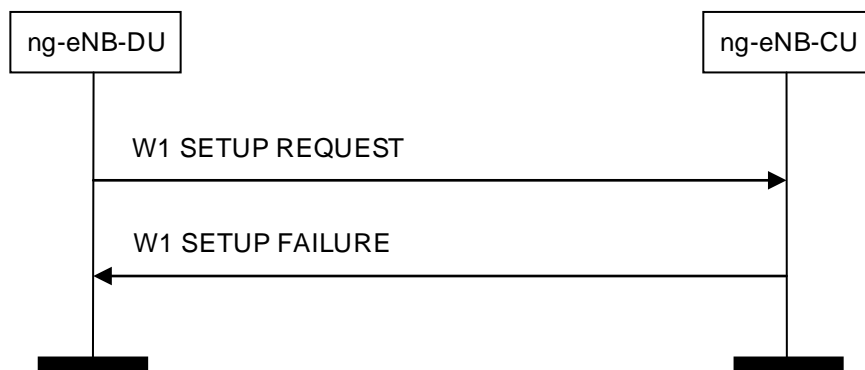 ng-eNB-DU
ng-eNB-CU
W1 SETUP REQUEST
W1 SETUP FAILURE